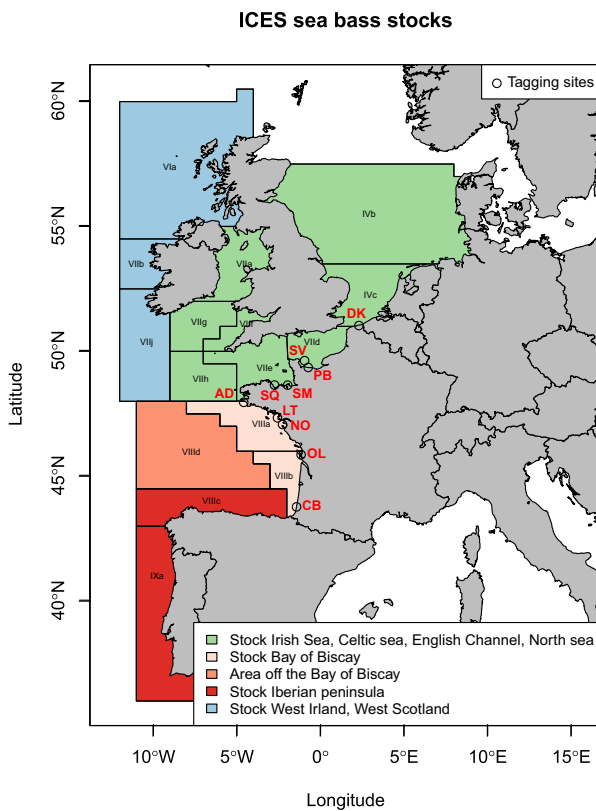 ICES sea bass stocks
Tagging sites
60°N
55°N
50°N
45°N
40°N
Latitude
VIa
IVb
VIIb
VIIa
IVc
VIIj
VIIg
VIIf
DK
VIId
SV
PB
VIIe
VIIh
AD
SQ
SM
LT
VIIIa
NO
VIIId
OL
VIIIb
VIIIc
CB
IXa
Stock Irish Sea, Celtic sea, English Channel, North sea
Stock Bay of Biscay
Area off the Bay of Biscay
Stock Iberian peninsula
Stock West Irland, West Scotland
10°W
5°W
0°
5°E
10°E
15°E
Longitude